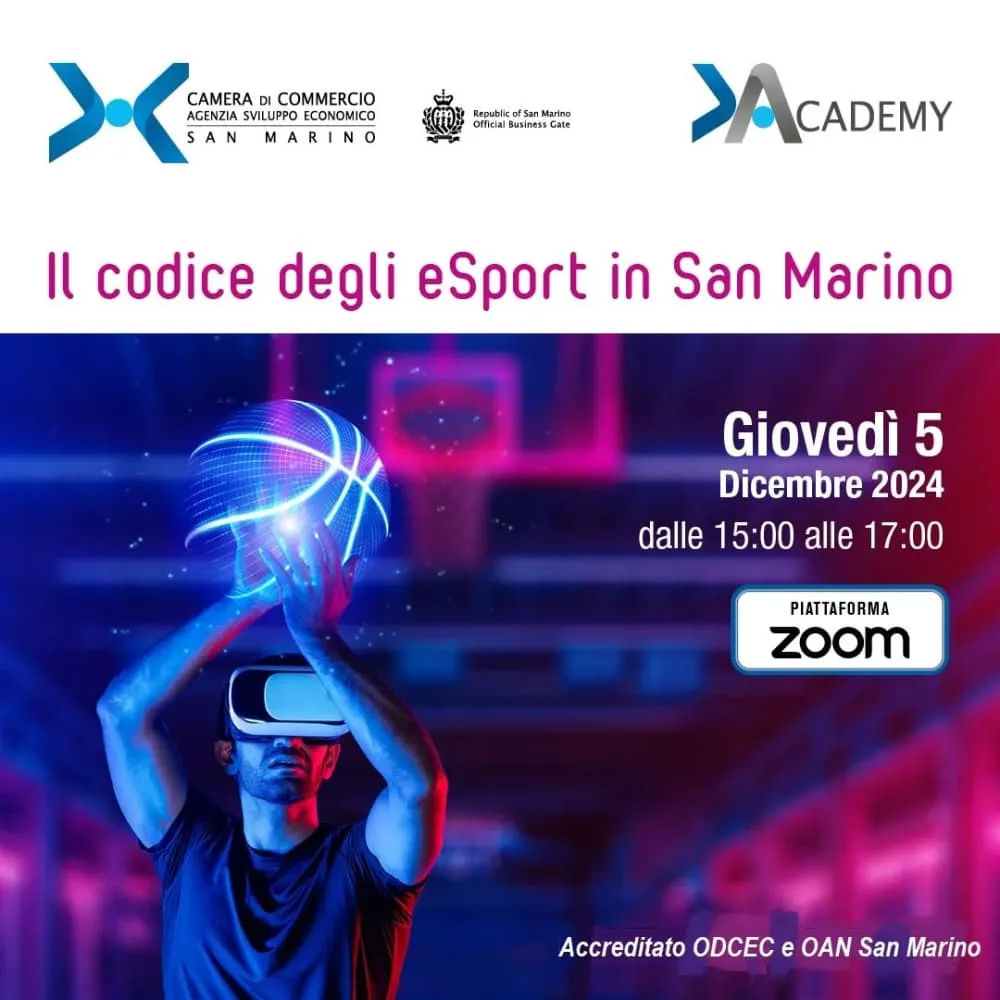 CAMERA DI COMMERCIO
AGENZIA SVILUPPO ECONOMICO
SAN MARINO
Republic of San Marino
Official Business Gate
ACADEMY
Il codice degli eSport in San Marino
Giovedì 5
Dicembre 2024
dalle 15:00 alle 17:00
PIATTAFORMA
zoom
Accreditato ODCEC e OAN San Marino